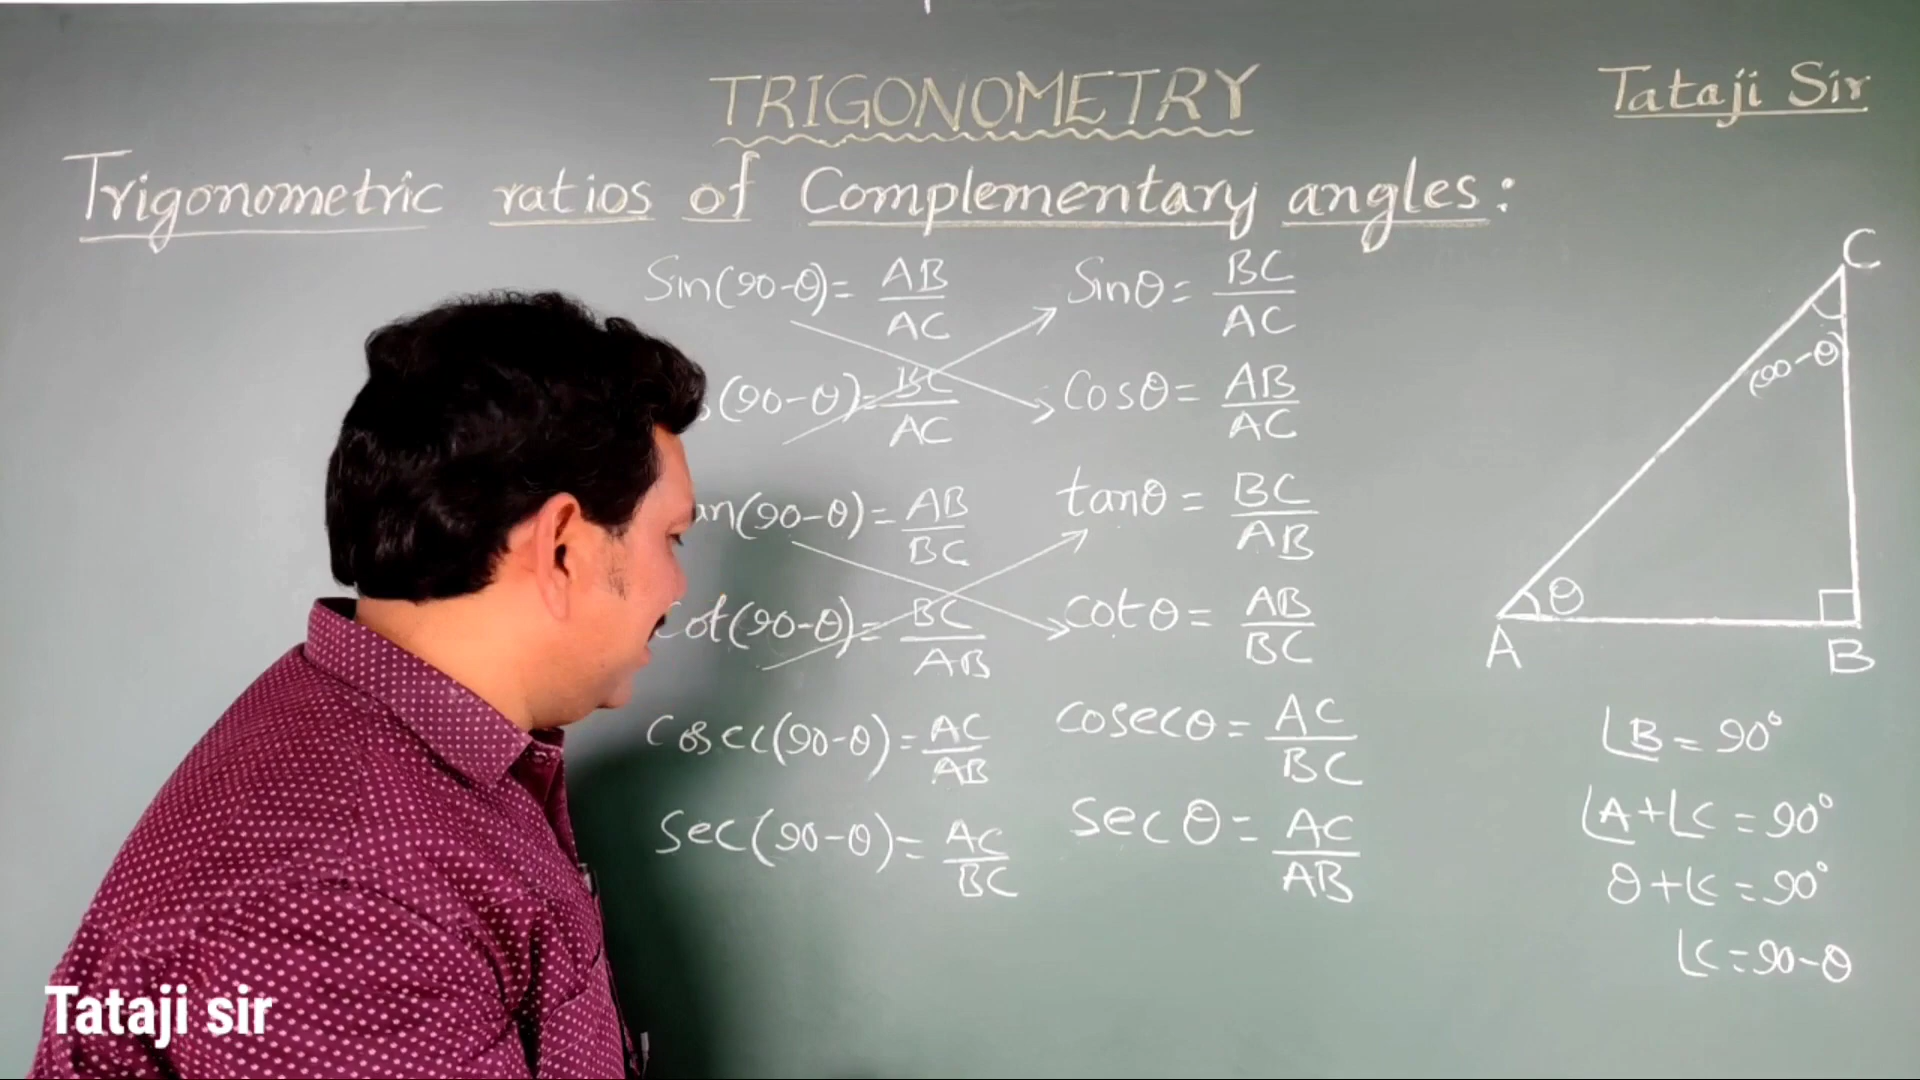 TRIGONOMETRY
Tataji Sir
Trigonometric ratios of Complementary angles:
Sin(90-θ)= AB/AC
Sinθ= BC/AC
(90-θ)= BC/AC
Cosθ= AB/AC
an(90-θ)= AB/BC
tanθ= BC/AB
Cot(90-θ)= BC/AB
cotθ= AB/BC
Cosec(90-θ)= AC/AB
cosecθ= AC/BC
Sec(90-θ)= AC/BC
Secθ= AC/AB
C
(90-θ)
θ
A
B
∠B = 90°
∠A+∠C = 90°
θ+∠C = 90°
∠C = 90-θ
Tataji sir